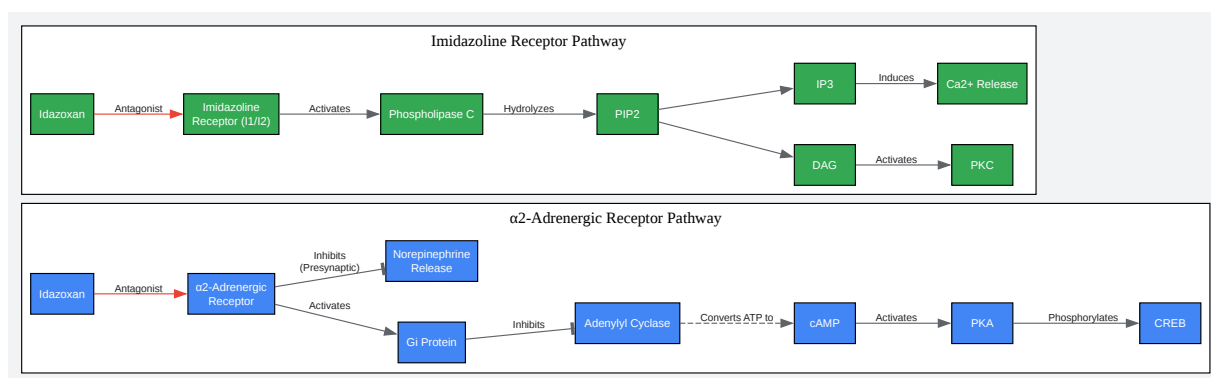 Imidazoline Receptor Pathway
Idazoxan
Antagonist
Imidazoline
Receptor (I1/I2)
Activates
Phospholipase C
Hydrolyzes
PIP2
IP3
Induces
Ca2+ Release
DAG
Activates
PKC
α2-Adrenergic Receptor Pathway
Idazoxan
Antagonist
α2-Adrenergic
Receptor
Inhibits
(Presynaptic)
Norepinephrine
Release
Activates
Gi Protein
Inhibits
Adenylyl Cyclase
Converts ATP to
cAMP
Activates
PKA
Phosphorylates
CREB